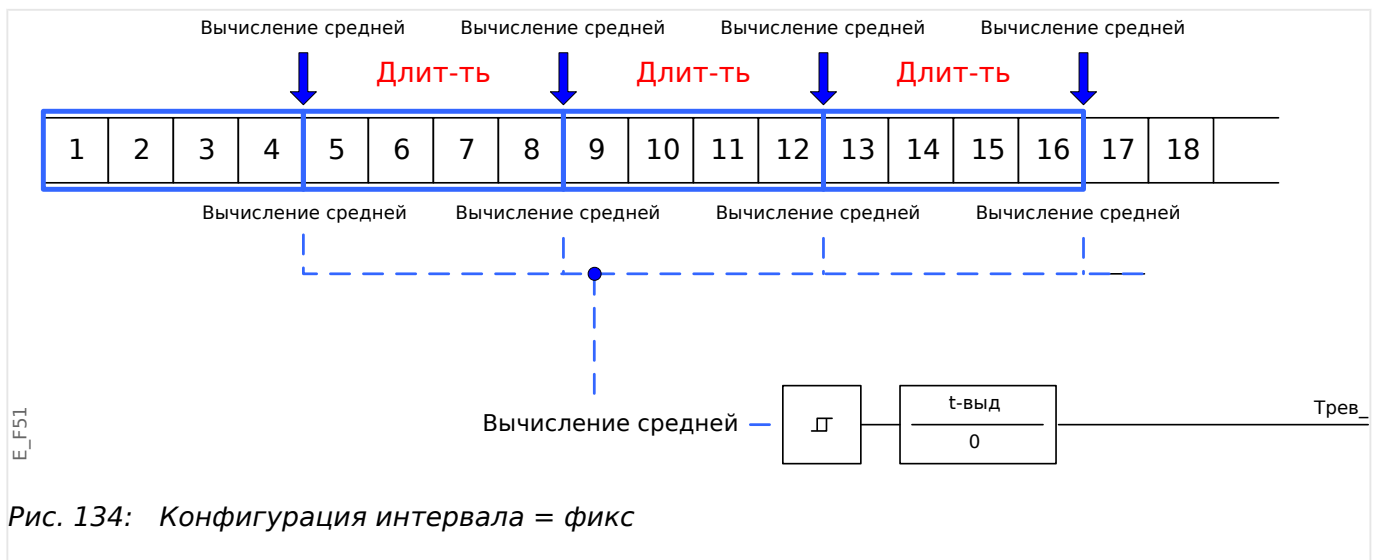 Вычисление средней Вычисление средней Вычисление средней Вычисление средней
Длит-ть Длит-ть Длит-ть
1 2 3 4 5 6 7 8 9 10 11 12 13 14 15 16 17 18
Вычисление средней Вычисление средней Вычисление средней Вычисление средней
t-выд
Трев_
Вычисление средней
0
E_F51
Рис. 134: Конфигурация интервала = фикс